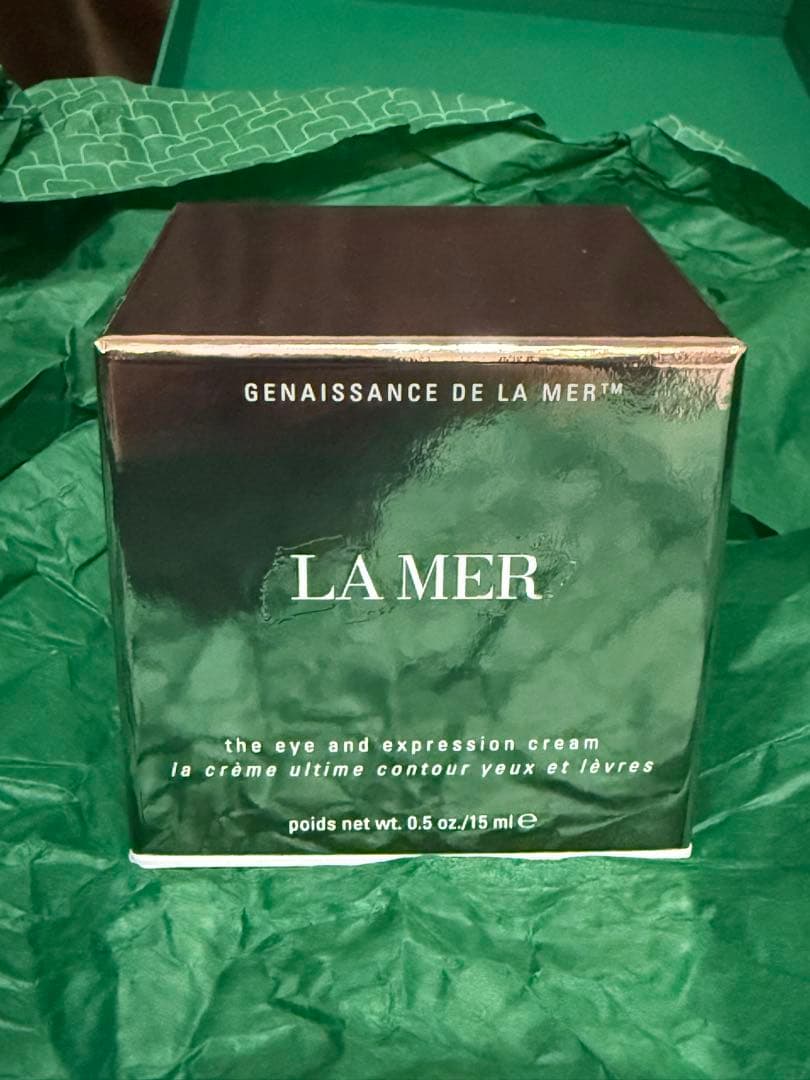 GENAISSANCE DE LA MER™
LA MER
the eye and expression cream
la crème ultime contour yeux et lèvres
poids net wt. 0.5 oz./15 ml ℮